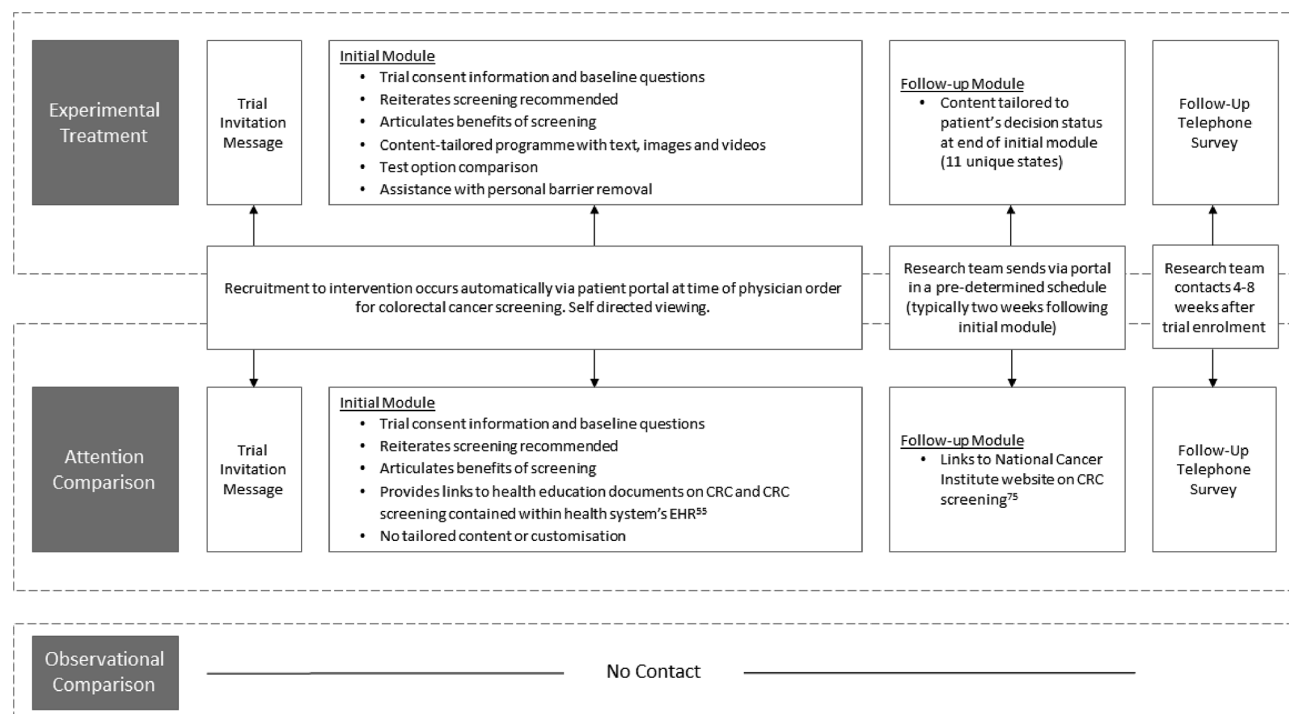 Experimental
Treatment
Trial
Invitation
Message
Initial Module
• Trial consent information and baseline questions
• Reiterates screening recommended
• Articulates benefits of screening
• Content-tailored programme with text, images and videos
• Test option comparison
• Assistance with personal barrier removal
Follow-up Module
• Content tailored to
patient's decision status
at end of initial module
(11 unique states)
Follow-Up
Telephone
Survey
Recruitment to intervention occurs automatically via patient portal at time of physician order
for colorectal cancer screening. Self directed viewing.
Research team sends via portal
in a pre-determined schedule
(typically two weeks following
initial module)
Research team
contacts 4-8
weeks after
trial enrolment
Attention
Comparison
Trial
Invitation
Message
Initial Module
• Trial consent information and baseline questions
• Reiterates screening recommended
• Articulates benefits of screening
• Provides links to health education documents on CRC and CRC
screening contained within health system's EHR⁵⁵
• No tailored content or customisation
Follow-up Module
• Links to National Cancer
Institute website on CRC
screening⁷⁵
Follow-Up
Telephone
Survey
Observational
Comparison
No Contact